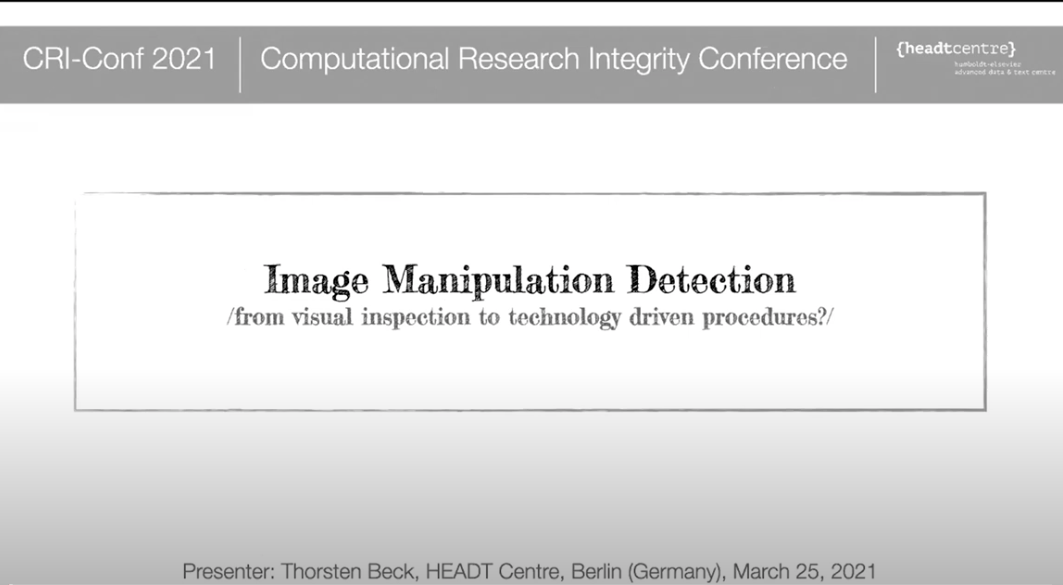 CRI-Conf 2021
Computational Research Integrity Conference
{headtcentre}
humboldt-elsevier
advanced data & text centre
Image Manipulation Detection
/from visual inspection to technology driven procedures?/
Presenter: Thorsten Beck, HEADT Centre, Berlin (Germany), March 25, 2021